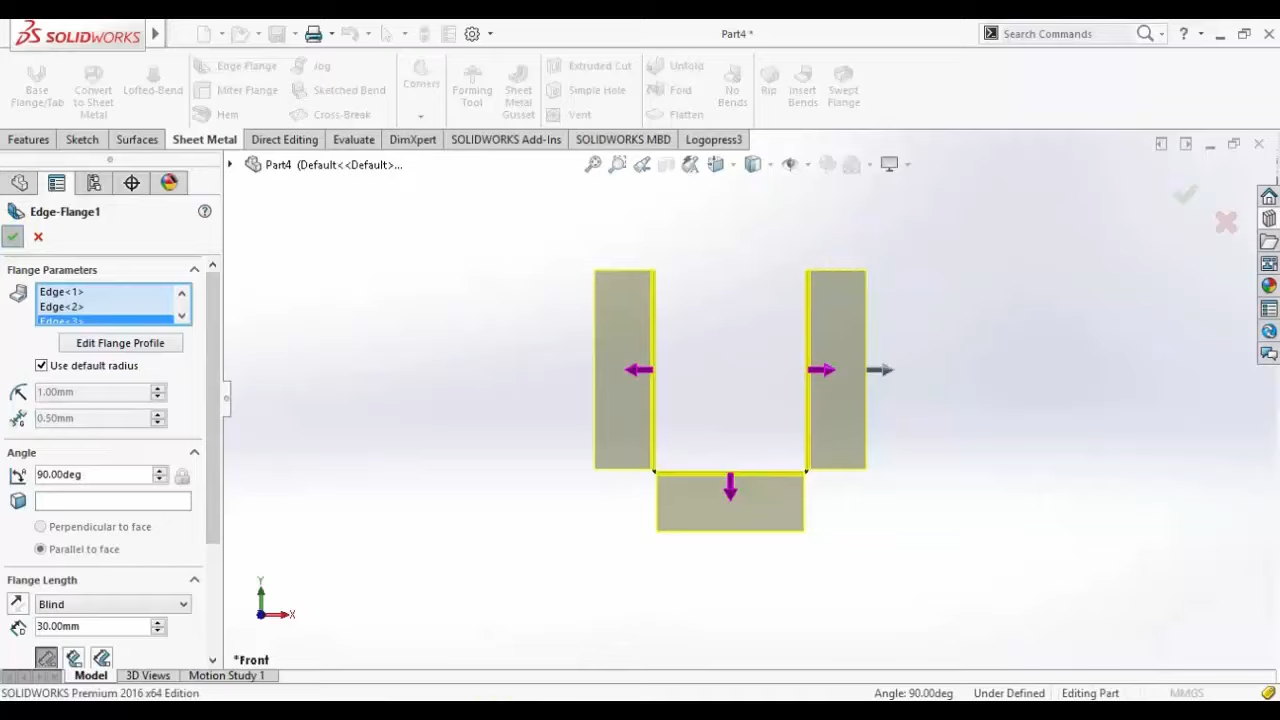 SOLIDWORKS
Part4 *
Search Commands
?
Base Flange/Tab
Convert to Sheet Metal
Lofted-Bend
Edge Flange
Miter Flange
Hem
Jog
Sketched Bend
Cross-Break
Corners
Forming Tool
Sheet Metal Gusset
Extruded Cut
Simple Hole
Vent
Unfold
Fold
Flatten
No Bends
Rip
Insert Bends
Swept Flange
Features
Sketch
Surfaces
Sheet Metal
Direct Editing
Evaluate
DimXpert
SOLIDWORKS Add-Ins
SOLIDWORKS MBD
Logopress3
Part4 (Default<<Default>...
Edge-Flange1
?
Flange Parameters
Edge<1>
Edge<2>
Edge<3>
Edit Flange Profile
Use default radius
1.00mm
0.50mm
Angle
90.00deg
Perpendicular to face
Parallel to face
Flange Length
Blind
30.00mm
Y
X
*Front
Model
3D Views
Motion Study 1
SOLIDWORKS Premium 2016 x64 Edition
Angle: 90.00deg
Under Defined
Editing Part
MMGS